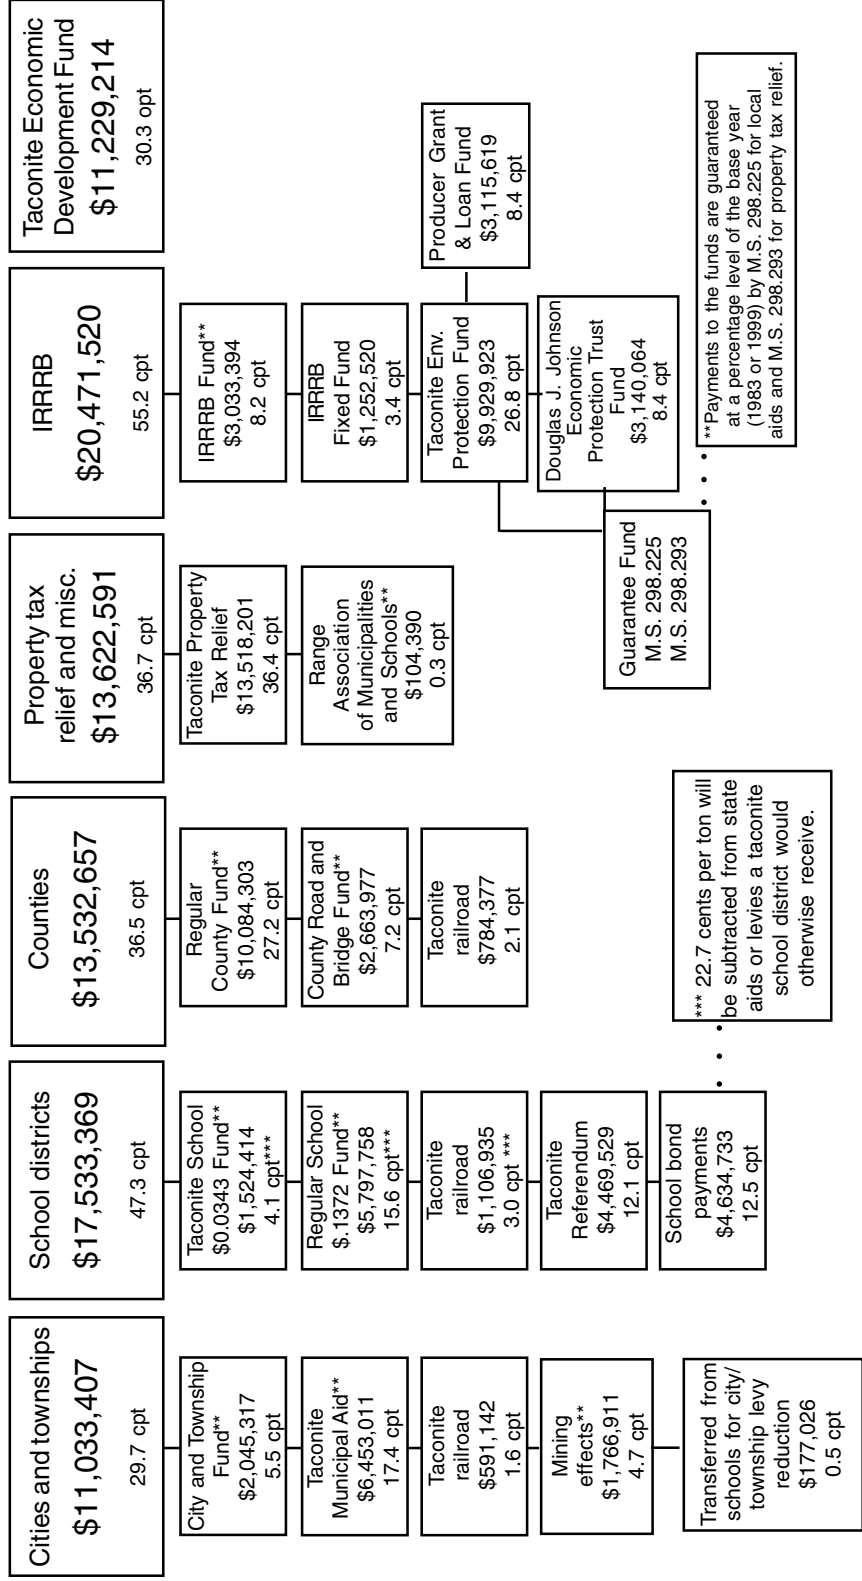 Cities and townships
$11,033,407
29.7 cpt
City and Township
Fund**
$2,045,317
5.5 cpt
Taconite
Municipal Aid**
$6,453,011
17.4 cpt
Taconite
railroad
$591,142
1.6 cpt
Mining
effects**
$1,766,911
4.7 cpt
Transferred from
schools for city/
township levy
reduction
$177,026
0.5 cpt
School districts
$17,533,369
47.3 cpt
Taconite School
$0.0343 Fund**
$1,524,414
4.1 cpt***
Regular School
$.1372 Fund**
$5,797,758
15.6 cpt***
Taconite
railroad
$1,106,935
3.0 cpt ***
Taconite
Referendum
$4,469,529
12.1 cpt
School bond
payments
$4,634,733
12.5 cpt
*** 22.7 cents per ton will
be subtracted from state
aids or levies a taconite
school district would
otherwise receive.
Counties
$13,532,657
36.5 cpt
Regular
County Fund**
$10,084,303
27.2 cpt
County Road and
Bridge Fund**
$2,663,977
7.2 cpt
Taconite
railroad
$784,377
2.1 cpt
Property tax
relief and misc.
$13,622,591
36.7 cpt
Taconite Property
Tax Relief
$13,518,201
36.4 cpt
Range
Association
of Municipalities
and Schools**
$104,390
0.3 cpt
IRRRB
$20,471,520
55.2 cpt
IRRRB Fund**
$3,033,394
8.2 cpt
IRRRB
Fixed Fund
$1,252,520
3.4 cpt
Taconite Env.
Protection Fund
$9,929,923
26.8 cpt
Producer Grant
& Loan Fund
$3,115,619
8.4 cpt
Douglas J. Johnson
Economic
Protection Trust
Fund
$3,140,064
8.4 cpt
Guarantee Fund
M.S. 298.225
M.S. 298.293
**Payments to the funds are guaranteed
at a percentage level of the base year
(1983 or 1999) by M.S. 298.225 for local
aids and M.S. 298.293 for property tax relief.
Taconite Economic
Development Fund
$11,229,214
30.3 opt